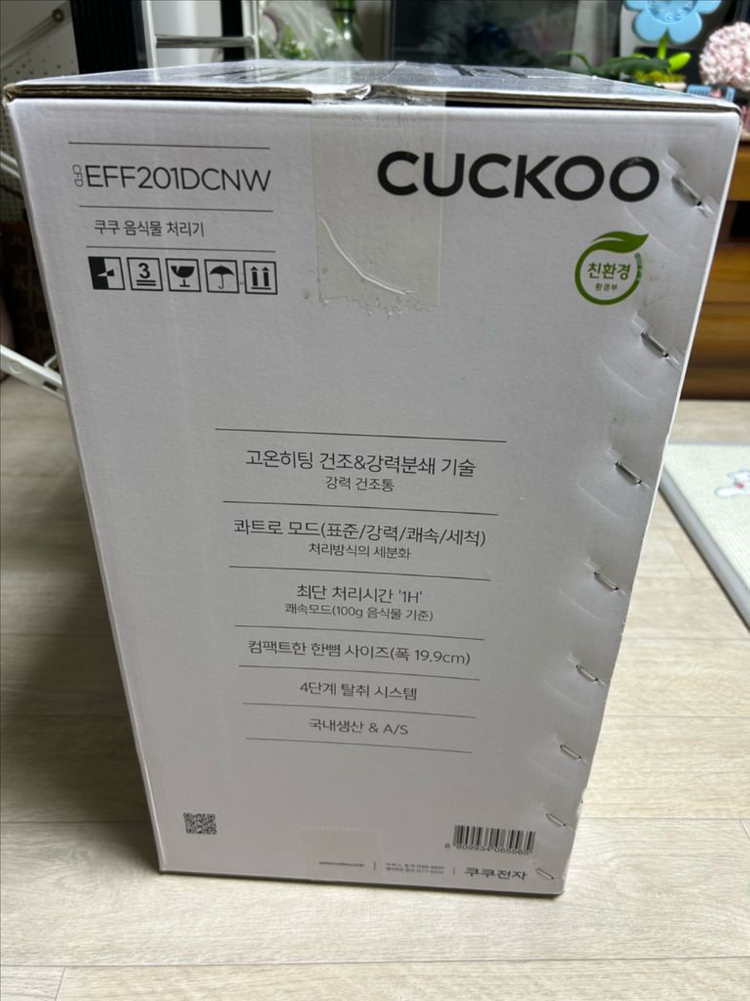 CFD EFF201DCNW
CUCKOO
쿠쿠 음식물 처리기
3
친환경
환경부
고온히팅 건조&강력분쇄 기술
강력 건조통
콰트로 모드(표준/강력/쾌속/세척)
처리방식의 세분화
최단 처리시간 '1H'
쾌속모드(100g 음식물 기준)
컴팩트한 한뼘 사이즈(폭 19.9cm)
4단계 탈취 시스템
국내생산 & A/S
쿠쿠전자